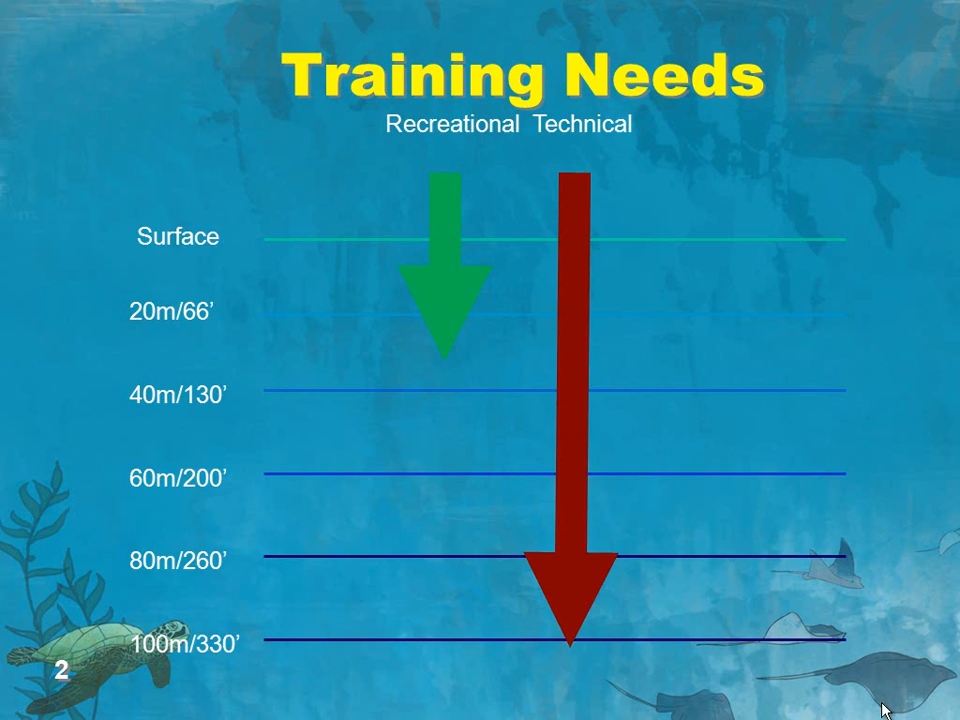 Training Needs
Recreational Technical
Surface
20m/66’
40m/130’
60m/200’
80m/260’
100m/330’
2